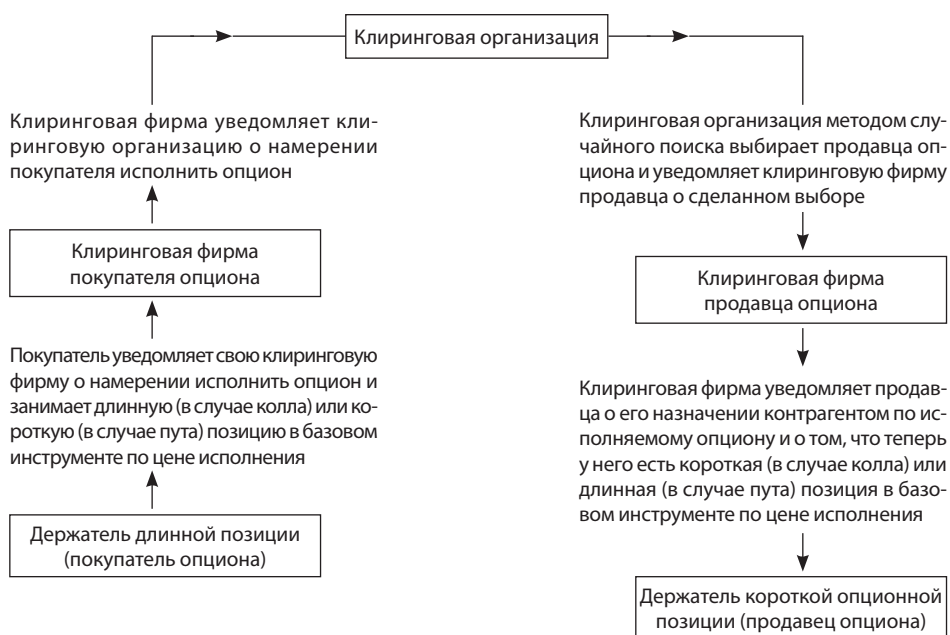 Клиринговая организация
Клиринговая фирма уведомляет кли-
ринговую организацию о намерении
покупателя исполнить опцион
Клиринговая фирма
покупателя опциона
Покупатель уведомляет свою клиринговую
фирму о намерении исполнить опцион и
занимает длинную (в случае колла) или ко-
роткую (в случае пута) позицию в базовом
инструменте по цене исполнения
Держатель длинной позиции
(покупатель опциона)
Клиринговая организация методом слу-
чайного поиска выбирает продавца оп-
циона и уведомляет клиринговую фирму
продавца о сделанном выборе
Клиринговая фирма
продавца опциона
Клиринговая фирма уведомляет продав-
ца о его назначении контрагентом по ис-
полняемому опциону и о том, что теперь
у него есть короткая (в случае колла) или
длинная (в случае пута) позиция в базо-
вом инструменте по цене исполнения
Держатель короткой опционной
позиции (продавец опциона)